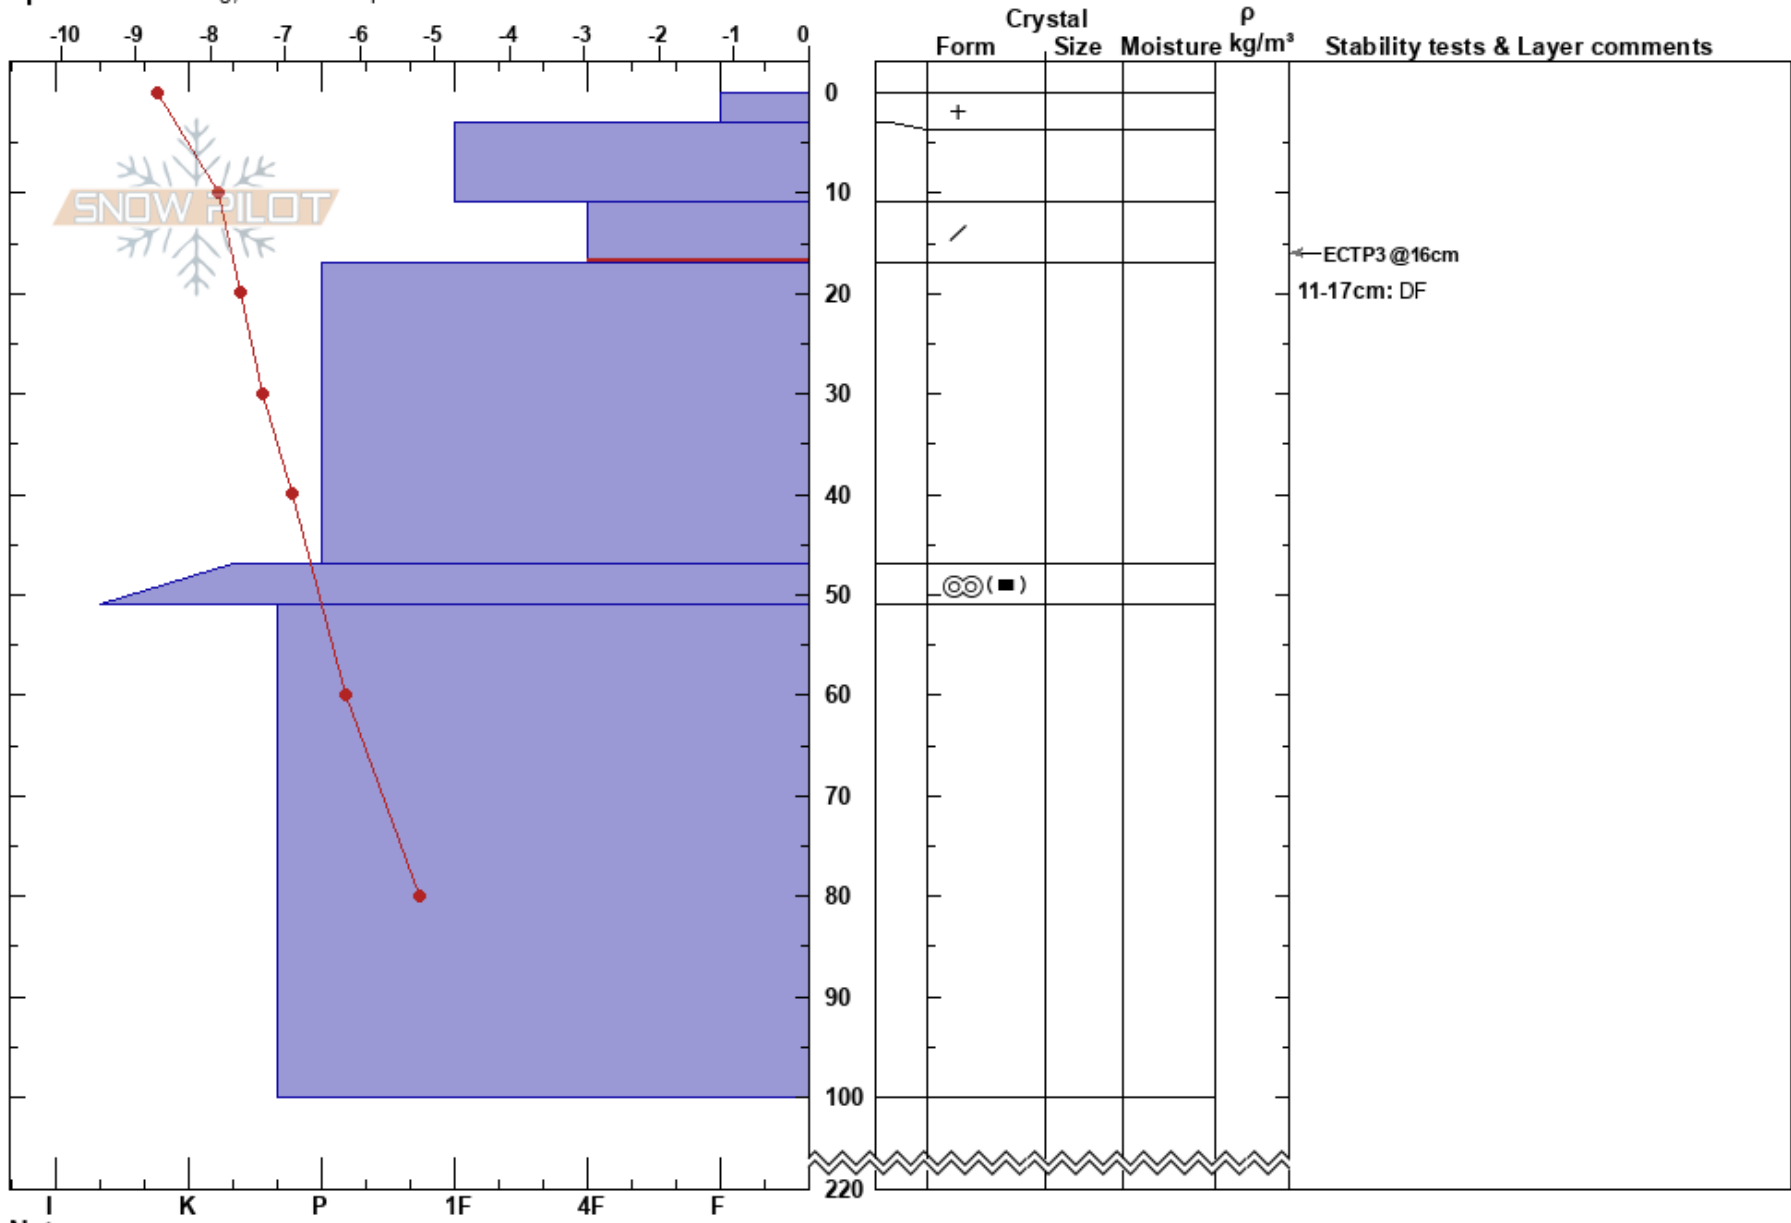 Crystal ρ
-10 -9 -8 -7 -6 -5 -4 -3 -2 -1 0
Form Size Moisture kg/m³ Stability tests & Layer comments
0
+
SNOW PILOT
10
/
ECTP3 @16cm
20
11-17cm: DF
30
40
50
( )
60
70
80
90
100
220
I K P 1F 4F F